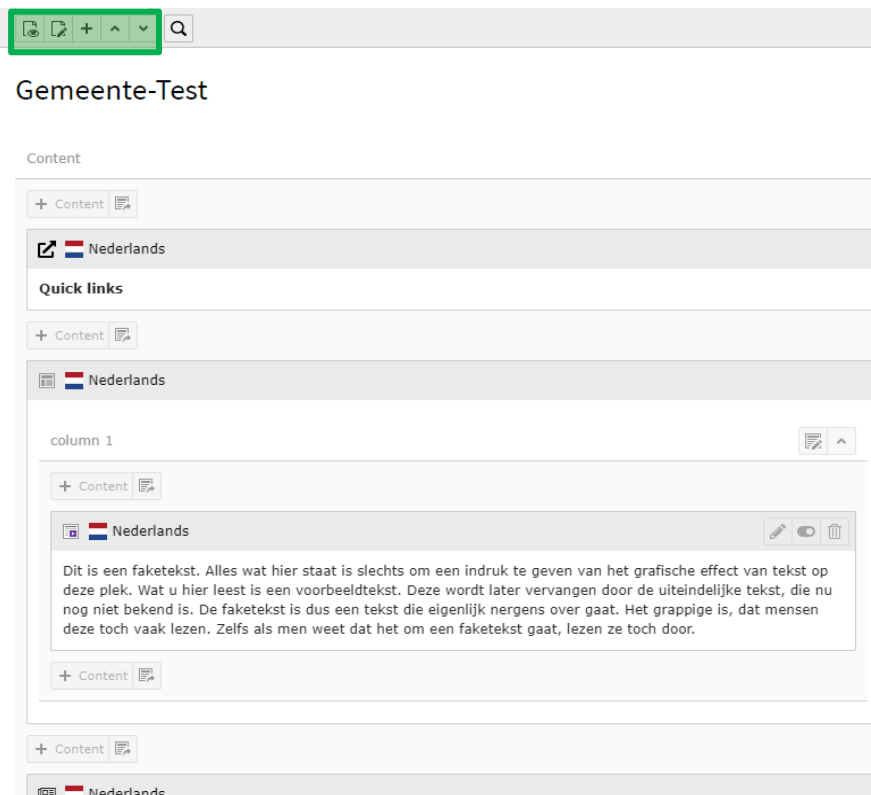 Gemeente-Test
Content
+ Content
Nederlands
Quick links
+ Content
Nederlands
column 1
+ Content
Nederlands
Dit is een faketekst. Alles wat hier staat is slechts om een indruk te geven van het grafische effect van tekst op
deze plek. Wat u hier leest is een voorbeeldtekst. Deze wordt later vervangen door de uiteindelijke tekst, die nu
nog niet bekend is. De faketekst is dus een tekst die eigenlijk nergens over gaat. Het grappige is, dat mensen
deze toch vaak lezen. Zelfs als men weet dat het om een faketekst gaat, lezen ze toch door.
+ Content
+ Content
Nederlands